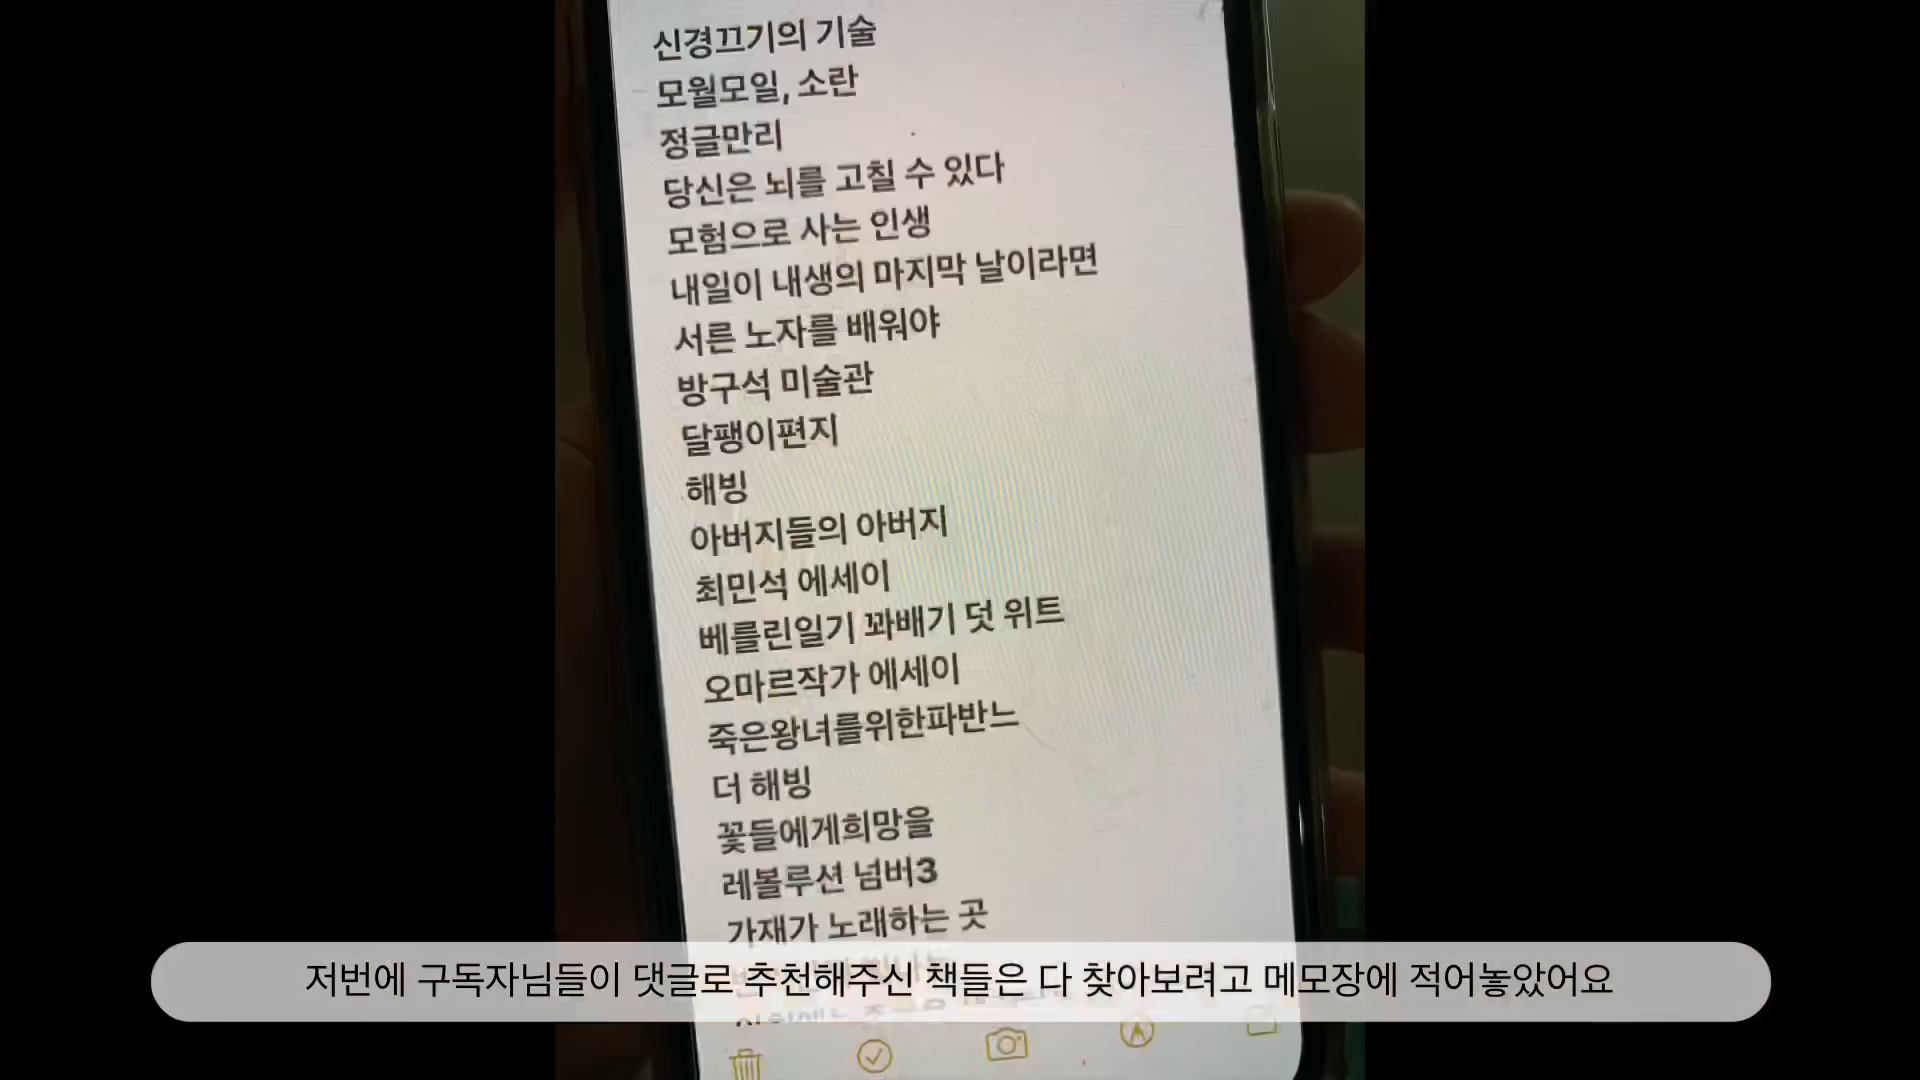 신경끄기의 기술
모월모일, 소란
정글만리
당신은 뇌를 고칠 수 있다
모험으로 사는 인생
내일이 내생의 마지막 날이라면
서른 노자를 배워야
방구석 미술관
달팽이편지
해빙
아버지들의 아버지
최민석 에세이
베를린일기 꽈배기 덧 위트
오마르작가 에세이
죽은왕녀를위한파반느
더 해빙
꽃들에게희망을
레볼루션 넘버3
가재가 노래하는 곳
저번에 구독자님들이 댓글로 추천해주신 책들은 다 찾아보려고 메모장에 적어놓았어요